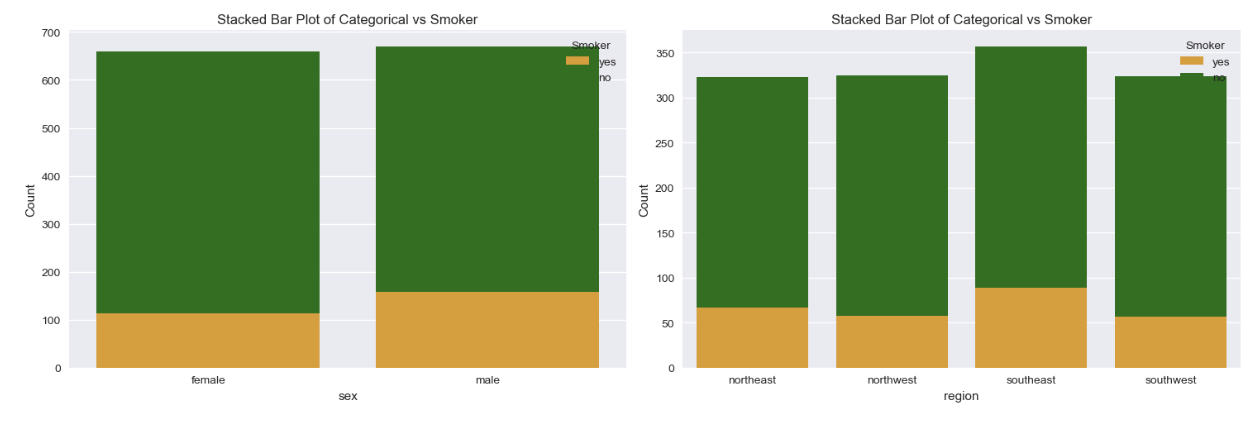 Stacked Bar Plot of Categorical vs Smoker
700
600
500
400
300
200
100
0
Count
Smoker
yes
no
female
male
sex
Stacked Bar Plot of Categorical vs Smoker
350
300
250
200
150
100
50
0
Count
Smoker
yes
no
northeast
northwest
southeast
southwest
region